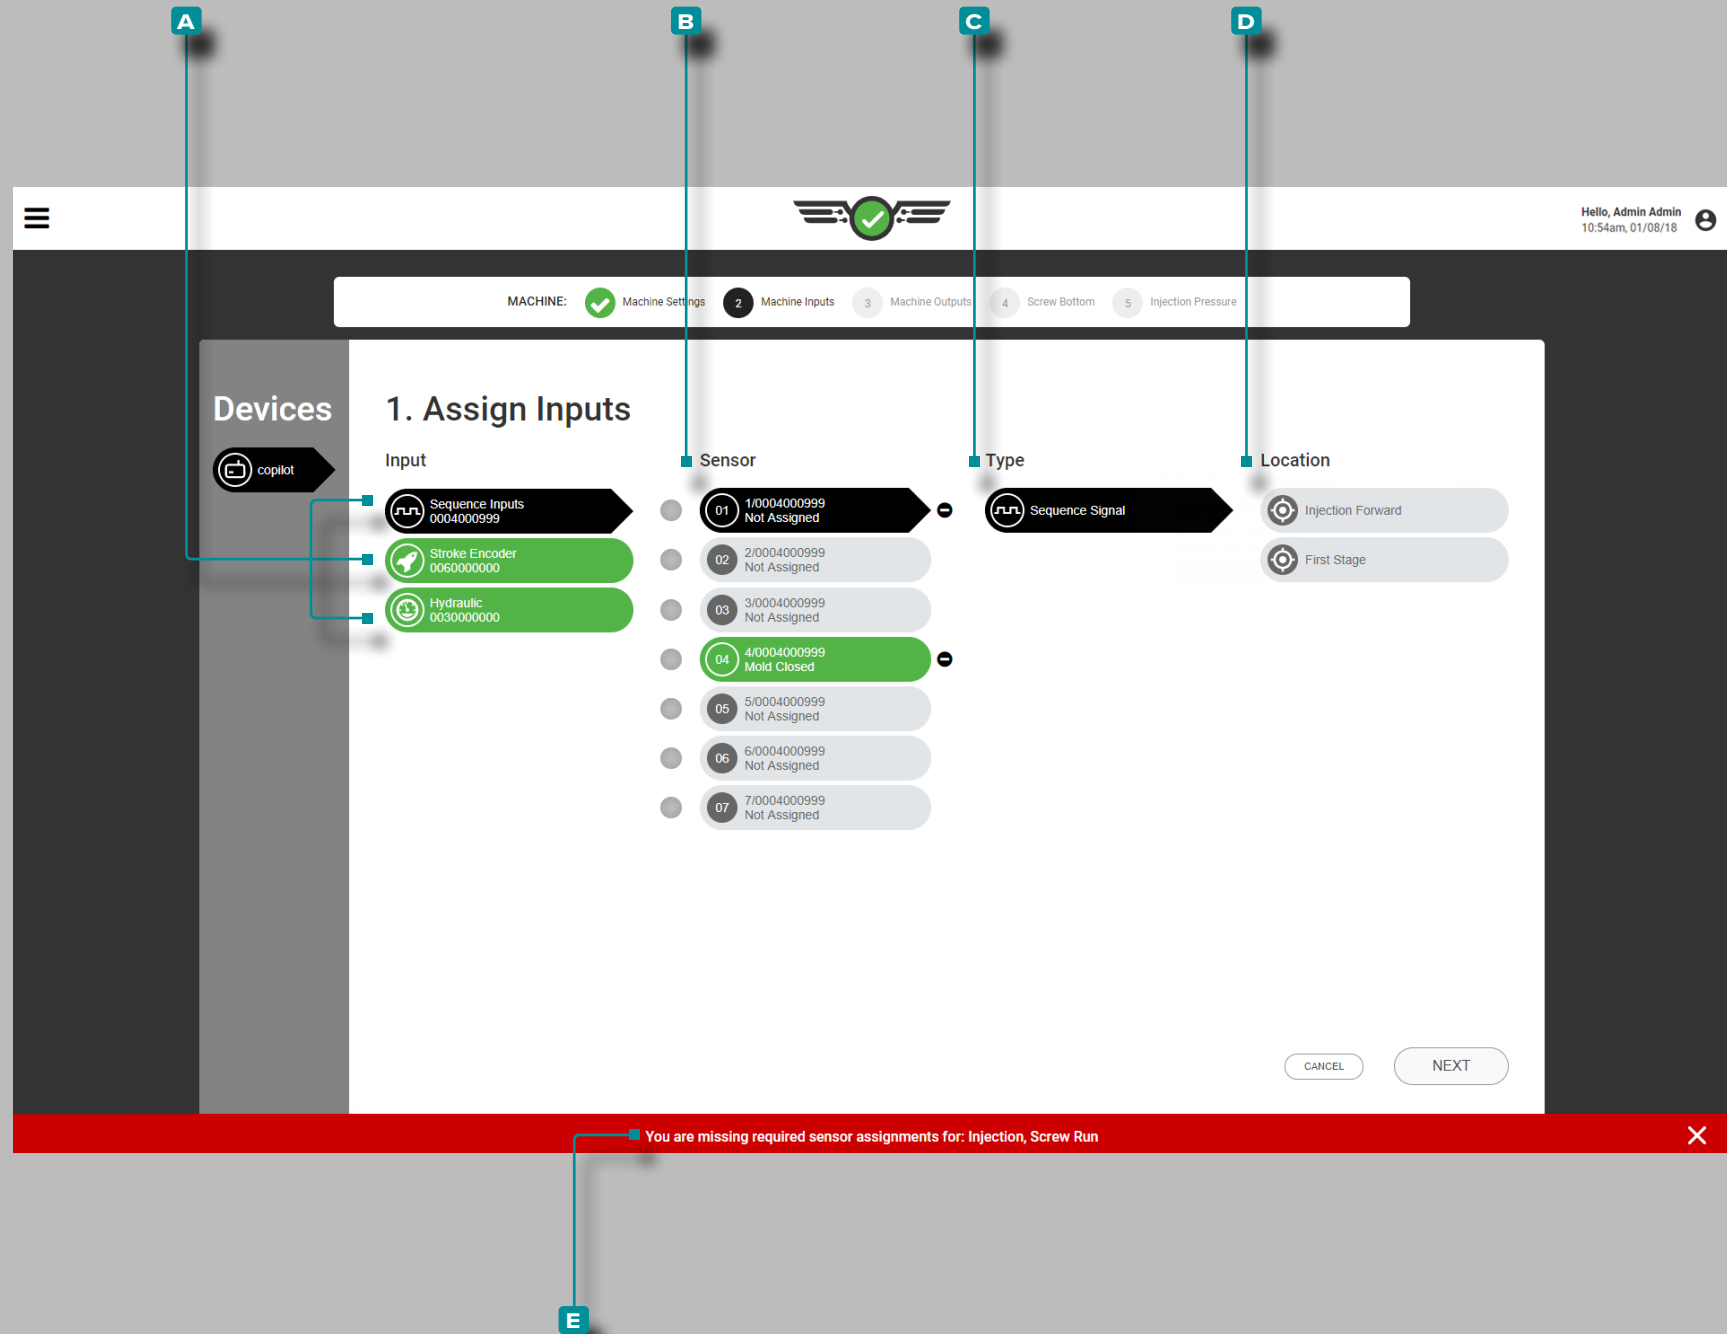 A
B
C
D
Hello, Admin Admin
10:54am, 01/08/18
MACHINE:
Machine Settings
2
Machine Inputs
3
Machine Outputs
4
Screw Bottom
5
Injection Pressure
Devices
copilot
1. Assign Inputs
Input
Sequence Inputs
0004000999
Stroke Encoder
0060000000
Hydraulic
0030000000
Sensor
01
1/0004000999
Not Assigned
02
2/0004000999
Not Assigned
03
3/0004000999
Not Assigned
04
4/0004000999
Mold Closed
05
5/0004000999
Not Assigned
06
6/0004000999
Not Assigned
07
7/0004000999
Not Assigned
Type
Sequence Signal
Location
Injection Forward
First Stage
CANCEL
NEXT
You are missing required sensor assignments for: Injection, Screw Run
E